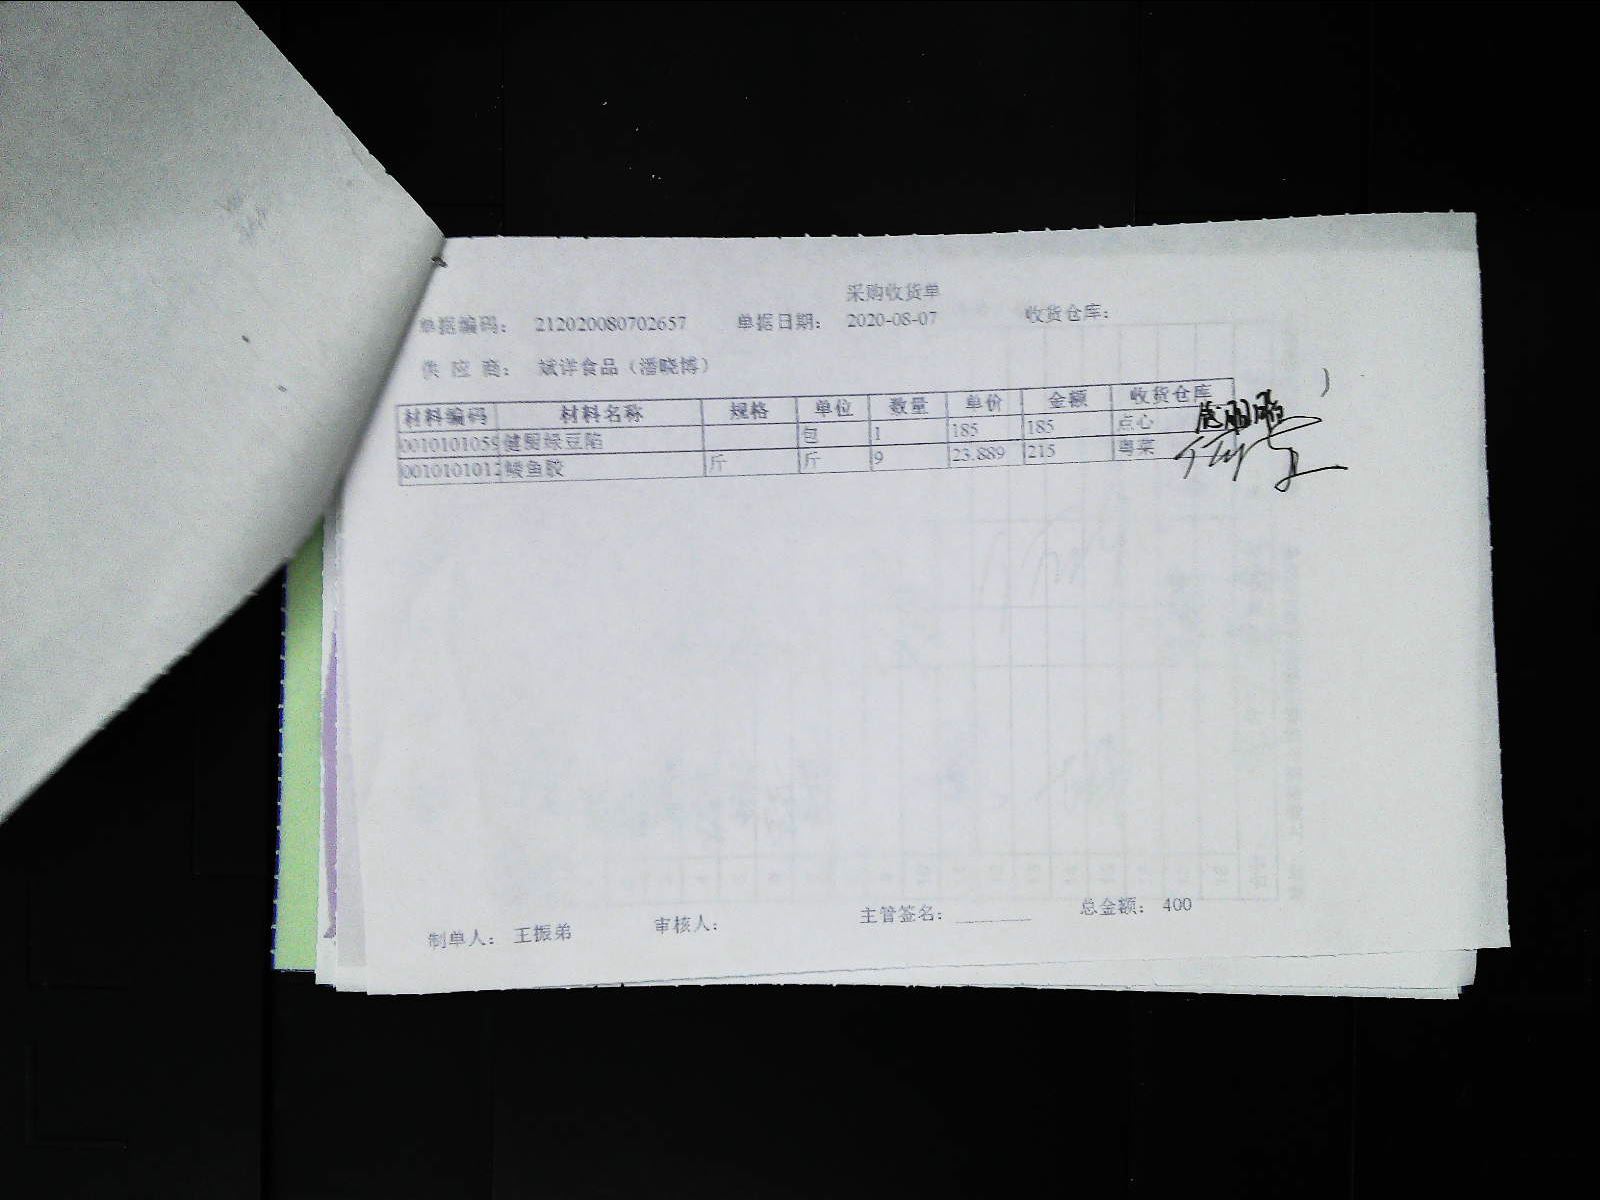 采购收货单
单据编码： 212020080702657 单据日期： 2020-08-07 收货仓库：
供 应 商： 斌洋食品（潘晓博）
材料编码 材料名称 规格 单位 数量 单价 金额 收货仓库
0010101059 健園绿豆馅 包 1 185 185 点心
0010101012 鲮鱼胶 斤 斤 9 23.889 215 粤菜
制单人： 王振弟 审核人： 主管签名： 总金额： 400